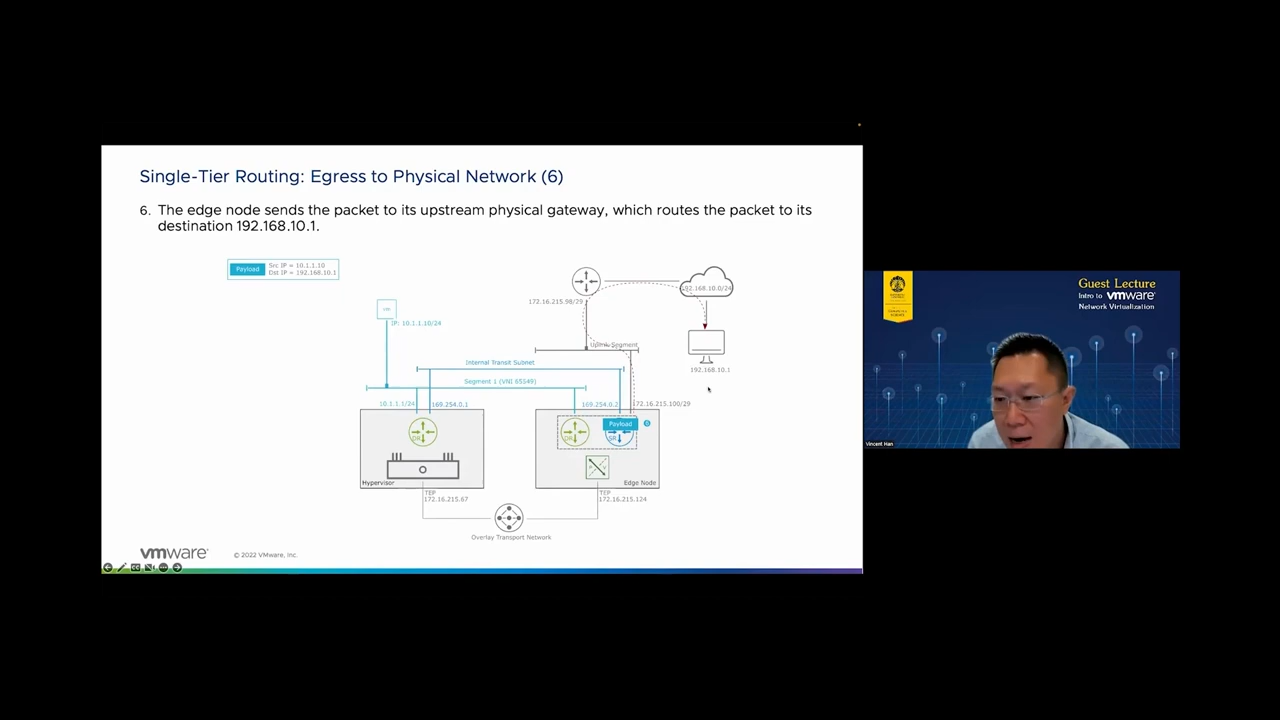 Single-Tier Routing: Egress to Physical Network (6)
6. The edge node sends the packet to its upstream physical gateway, which routes the packet to its
destination 192.168.10.1.
Payload
Src IP = 10.1.1.10
Dst IP = 192.168.10.1
172.16.215.98/29
192.168.10.0/24
VM
IP: 10.1.1.10/24
Uplink Segment
Internal Transit Subnet
192.168.10.1
Segment 1 (VNI 65549)
10.1.1.1/24
169.254.0.1
169.254.0.2
172.16.215.100/29
Payload
6
DR
DR
SR
Hypervisor
Edge Node
TEP
172.16.215.67
TEP
172.16.215.124
Overlay Transport Network
vmware®
© 2022 VMware, Inc.
Guest Lecture
Intro to vmware®
Network Virtualization
Vincent Han